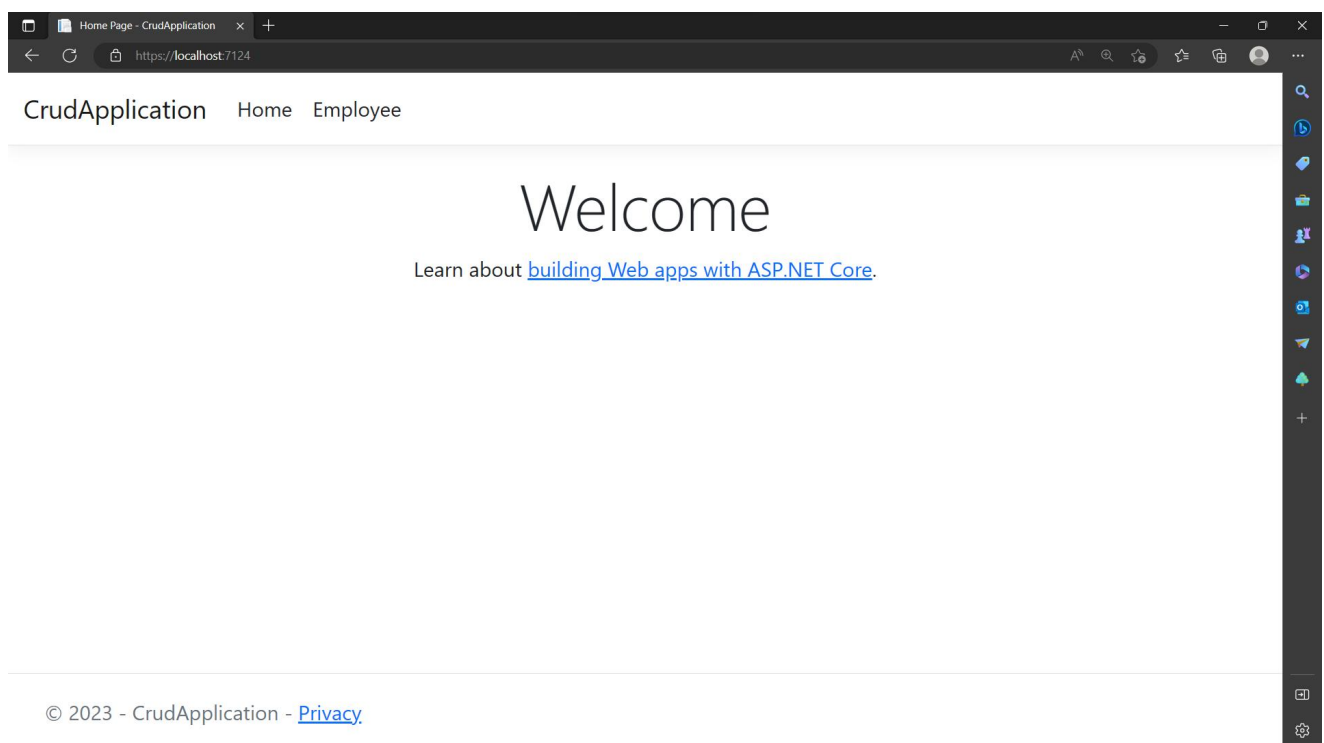 Home Page - CrudApplication
https://localhost:7124
CrudApplication Home Employee
Welcome
Learn about building Web apps with ASP.NET Core.
© 2023 - CrudApplication - Privacy